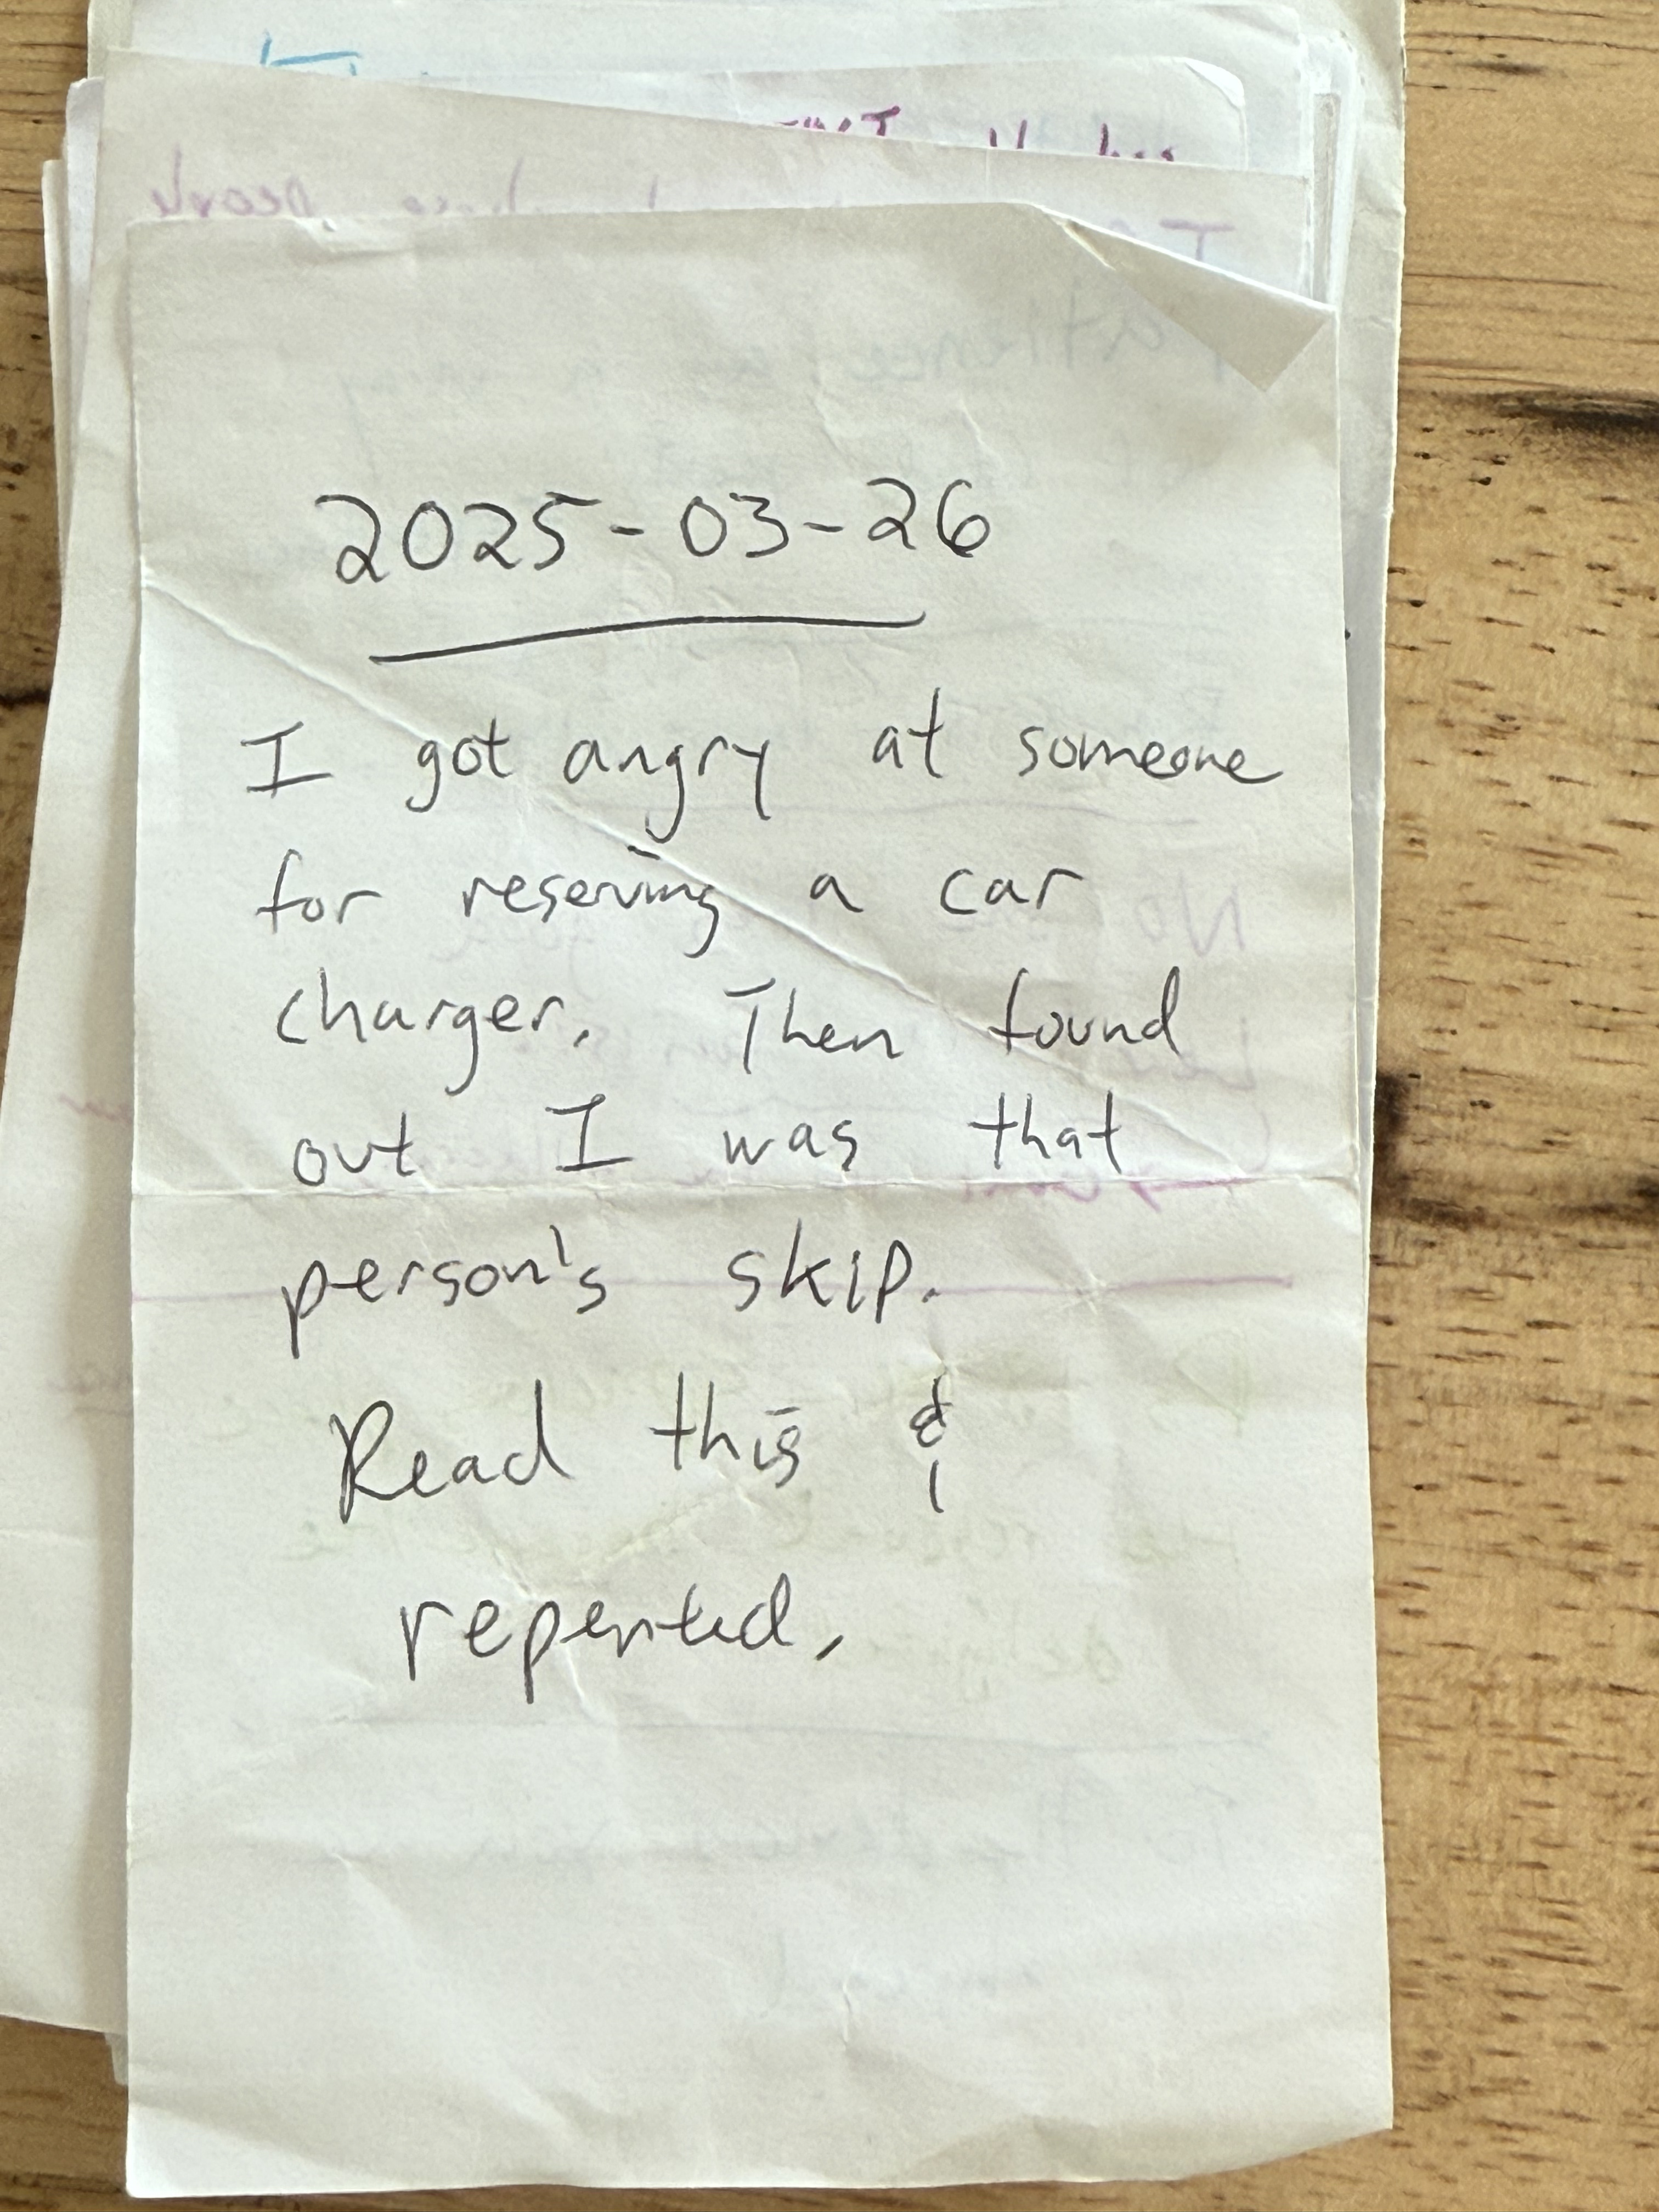 2025-03-26
I got angry at someone
for reserving a car
charger. Then found
out I was that
person's skip.
Read this &
repented.